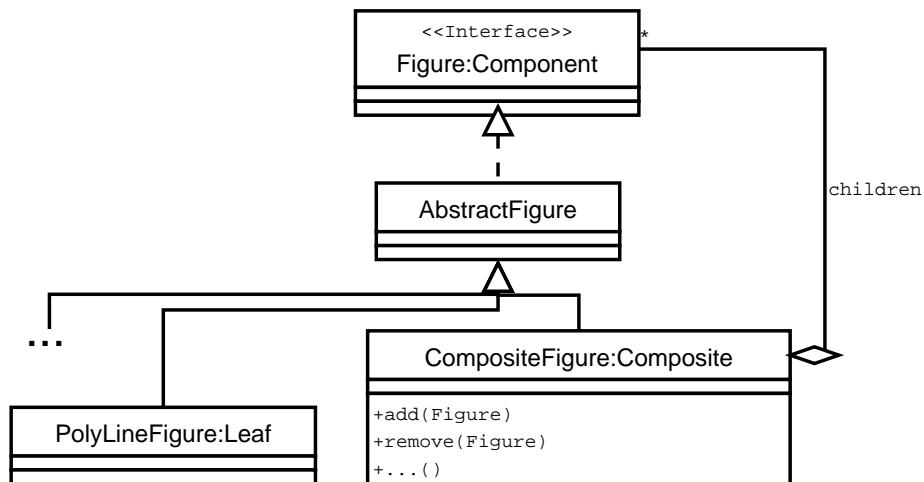 <<Interface>>
*
Figure:Component
children
AbstractFigure
...
CompositeFigure:Composite
+add(Figure)
+remove(Figure)
+...()
PolyLineFigure:Leaf